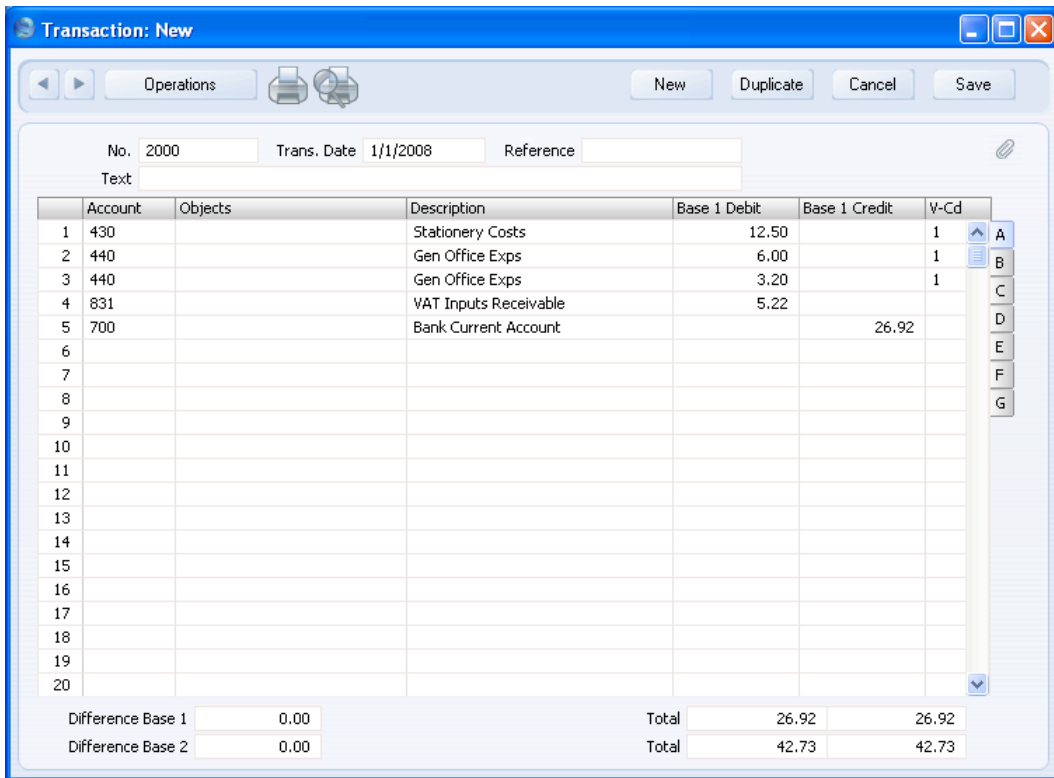 Transaction: New
Operations New Duplicate Cancel Save
No. 2000 Trans. Date 1/1/2008 Reference
Text
Account Objects Description Base 1 Debit Base 1 Credit V-Cd
1 430 Stationery Costs 12.50 1 A
2 440 Gen Office Exps 6.00 1 B
3 440 Gen Office Exps 3.20 1 C
4 831 VAT Inputs Receivable 5.22 D
5 700 Bank Current Account 26.92 E
6 F
7 G
8
9
10
11
12
13
14
15
16
17
18
19
20
Difference Base 1 0.00 Total 26.92 26.92
Difference Base 2 0.00 Total 42.73 42.73